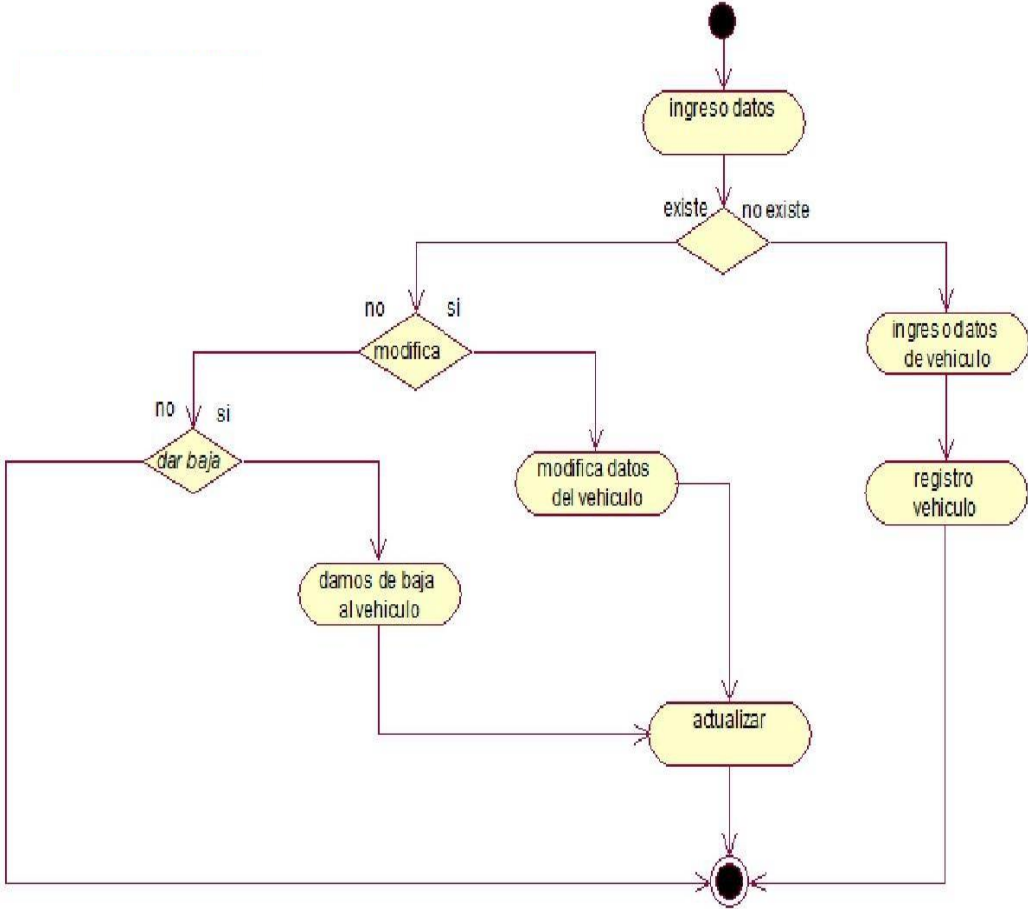 ingreso datos
existe
no existe
no
si
modifica
ingreso datos
de vehiculo
no
si
dar baja
modifica datos
del vehiculo
registro
vehiculo
damos de baja
al vehiculo
actualizar